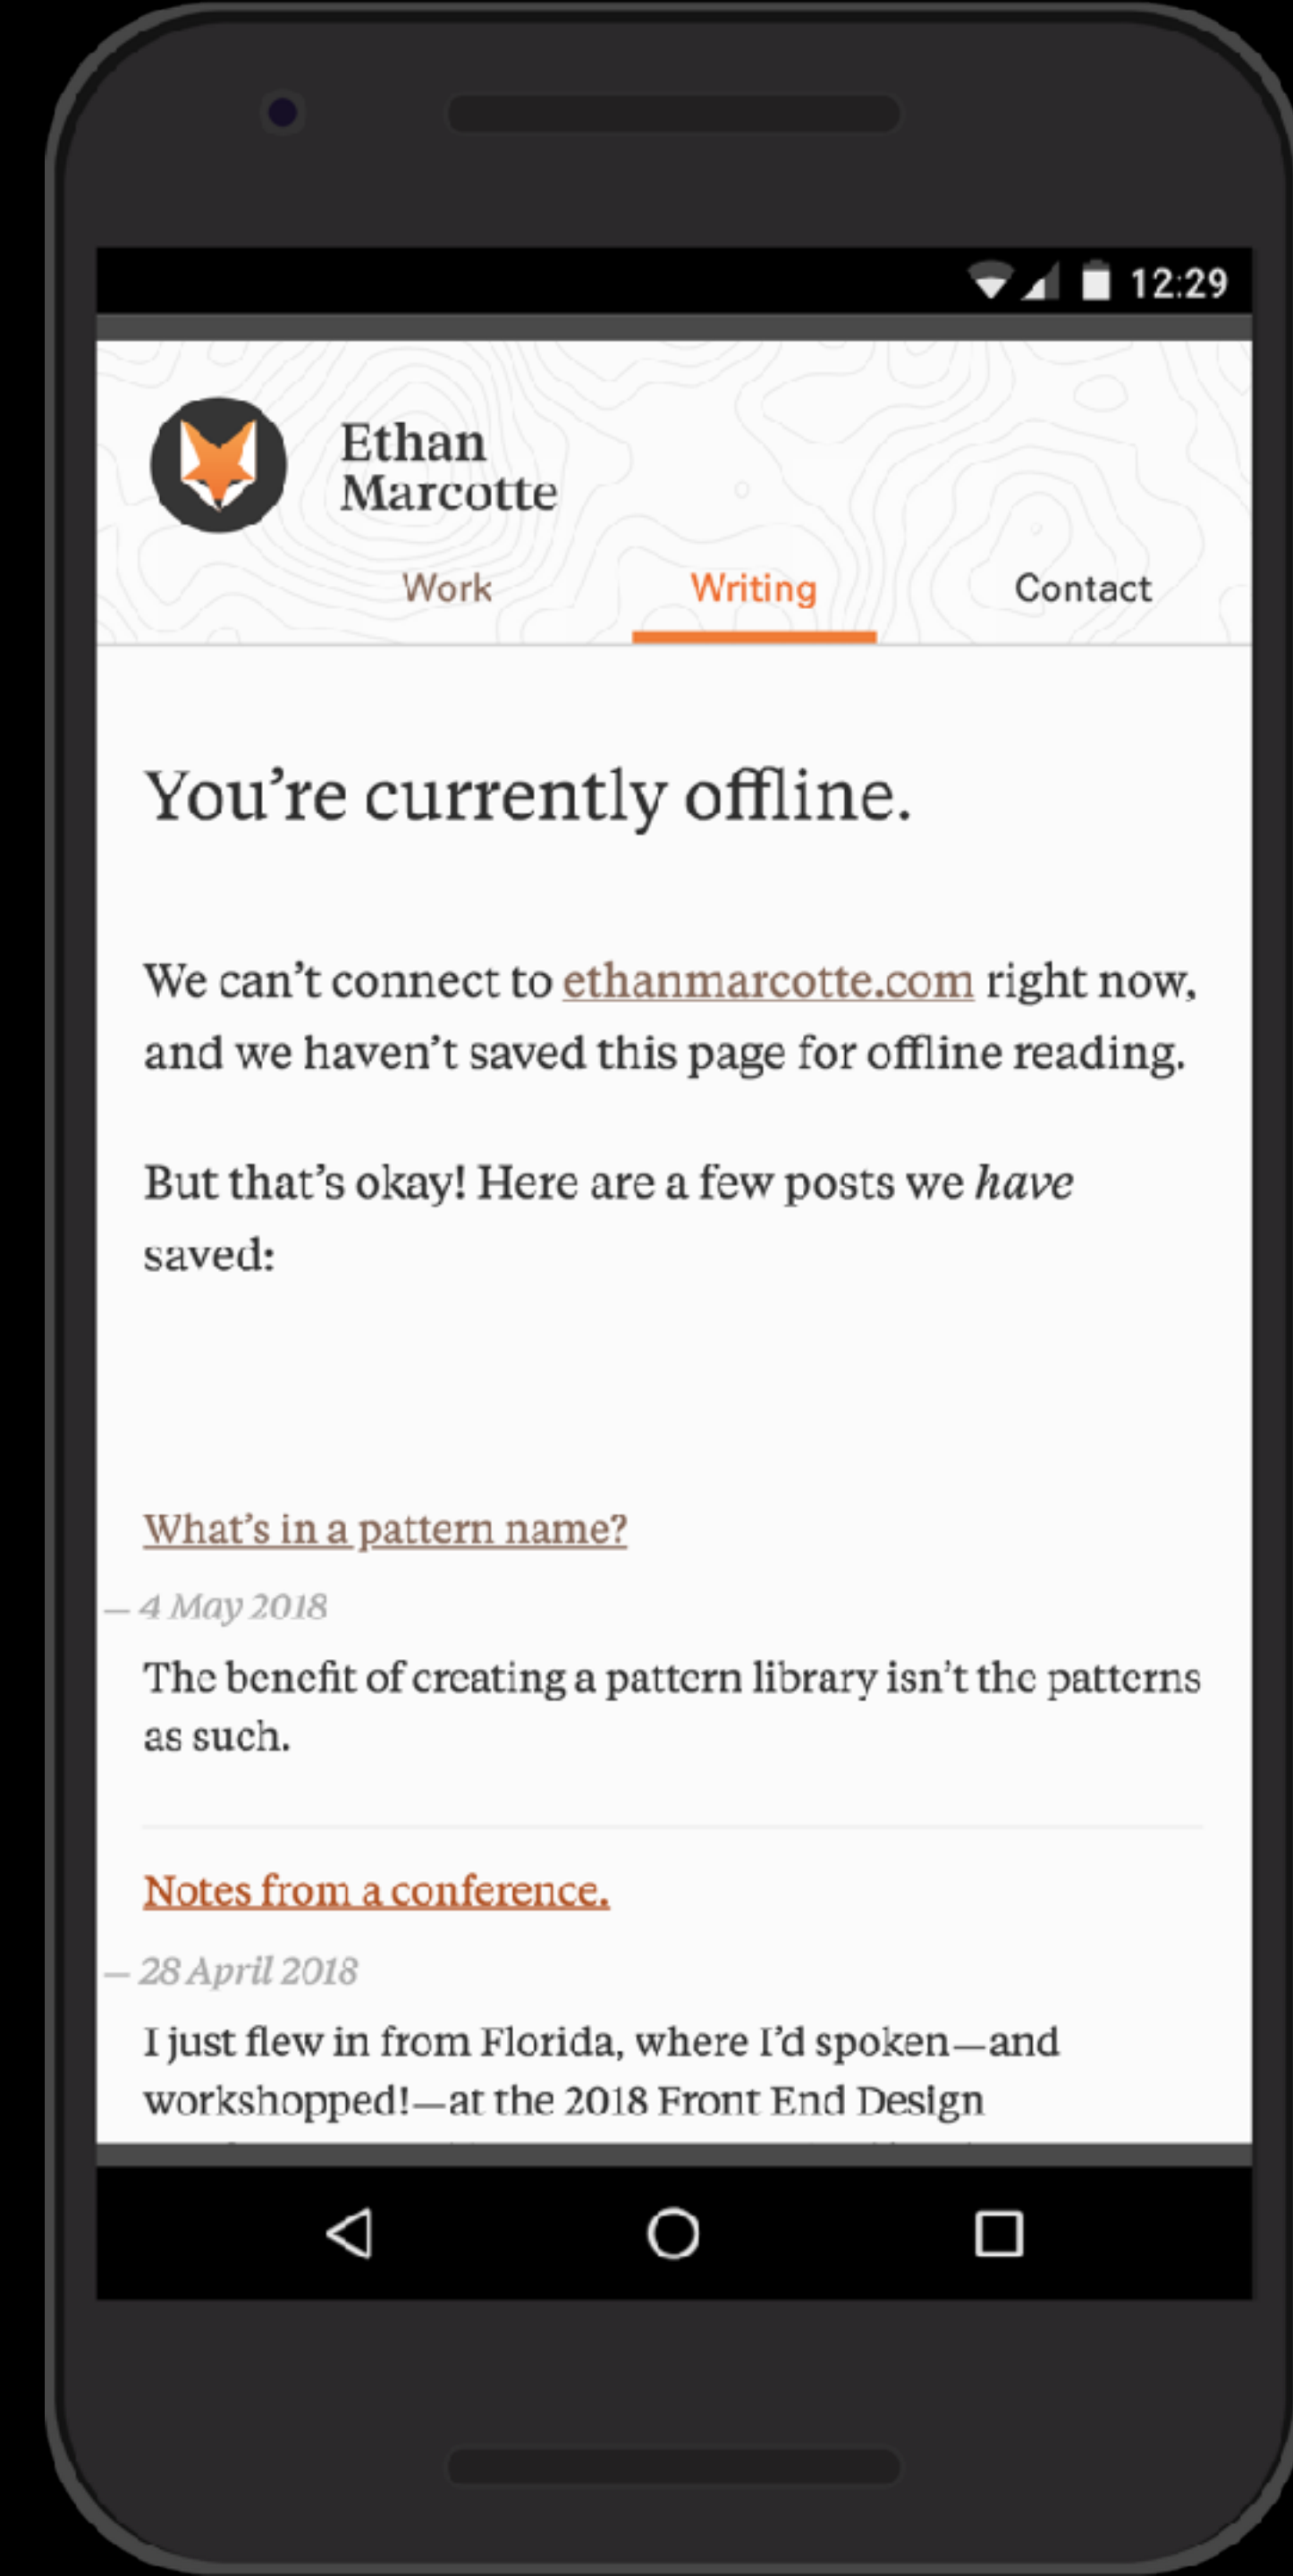 12:29
Ethan
Marcotte
Work Writing Contact
You’re currently offline.
We can’t connect to ethanmarcotte.com right now,
and we haven’t saved this page for offline reading.
But that’s okay! Here are a few posts we have
saved:
What’s in a pattern name?
— 4 May 2018
The benefit of creating a pattern library isn’t the patterns
as such.
Notes from a conference.
— 28 April 2018
I just flew in from Florida, where I’d spoken—and
workshopped!—at the 2018 Front End Design